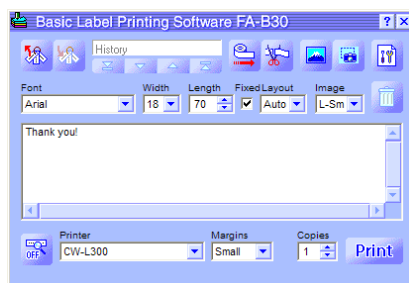 Basic Label Printing Software FA-B30
History
Font Width Length Fixed Layout Image
Arial 18 70 Auto L-Sm
Thank you!
OFF
Printer Margins Copies
CW-L300 Small 1 Print